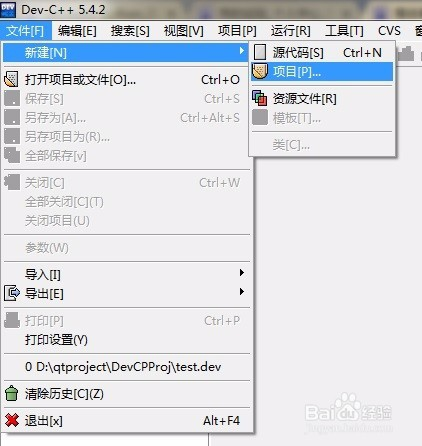 Dev-C++ 5.4.2
文件[F] 编辑[E] 搜索[S] 视图[V] 项目[P] 运行[R] 工具[T] CVS
新建[N]
源代码[S] Ctrl+N
项目[P]...
资源文件[R]
模板[T]...
类[C]...
打开项目或文件[O]... Ctrl+O
保存[S] Ctrl+S
另存为[A]... Ctrl+Alt+S
另存项目为(R)...
全部保存[v]
关闭[C] Ctrl+W
全部关闭[C](T)
关闭项目(U)
参数(W)
导入[I]
导出[E]
打印[P] Ctrl+P
打印设置(Y)
0 D:\qtproject\DevCPProj\test.dev
清除历史[C](Z)
退出[x] Alt+F4
Baidu 经验
jingyan.baidu.com